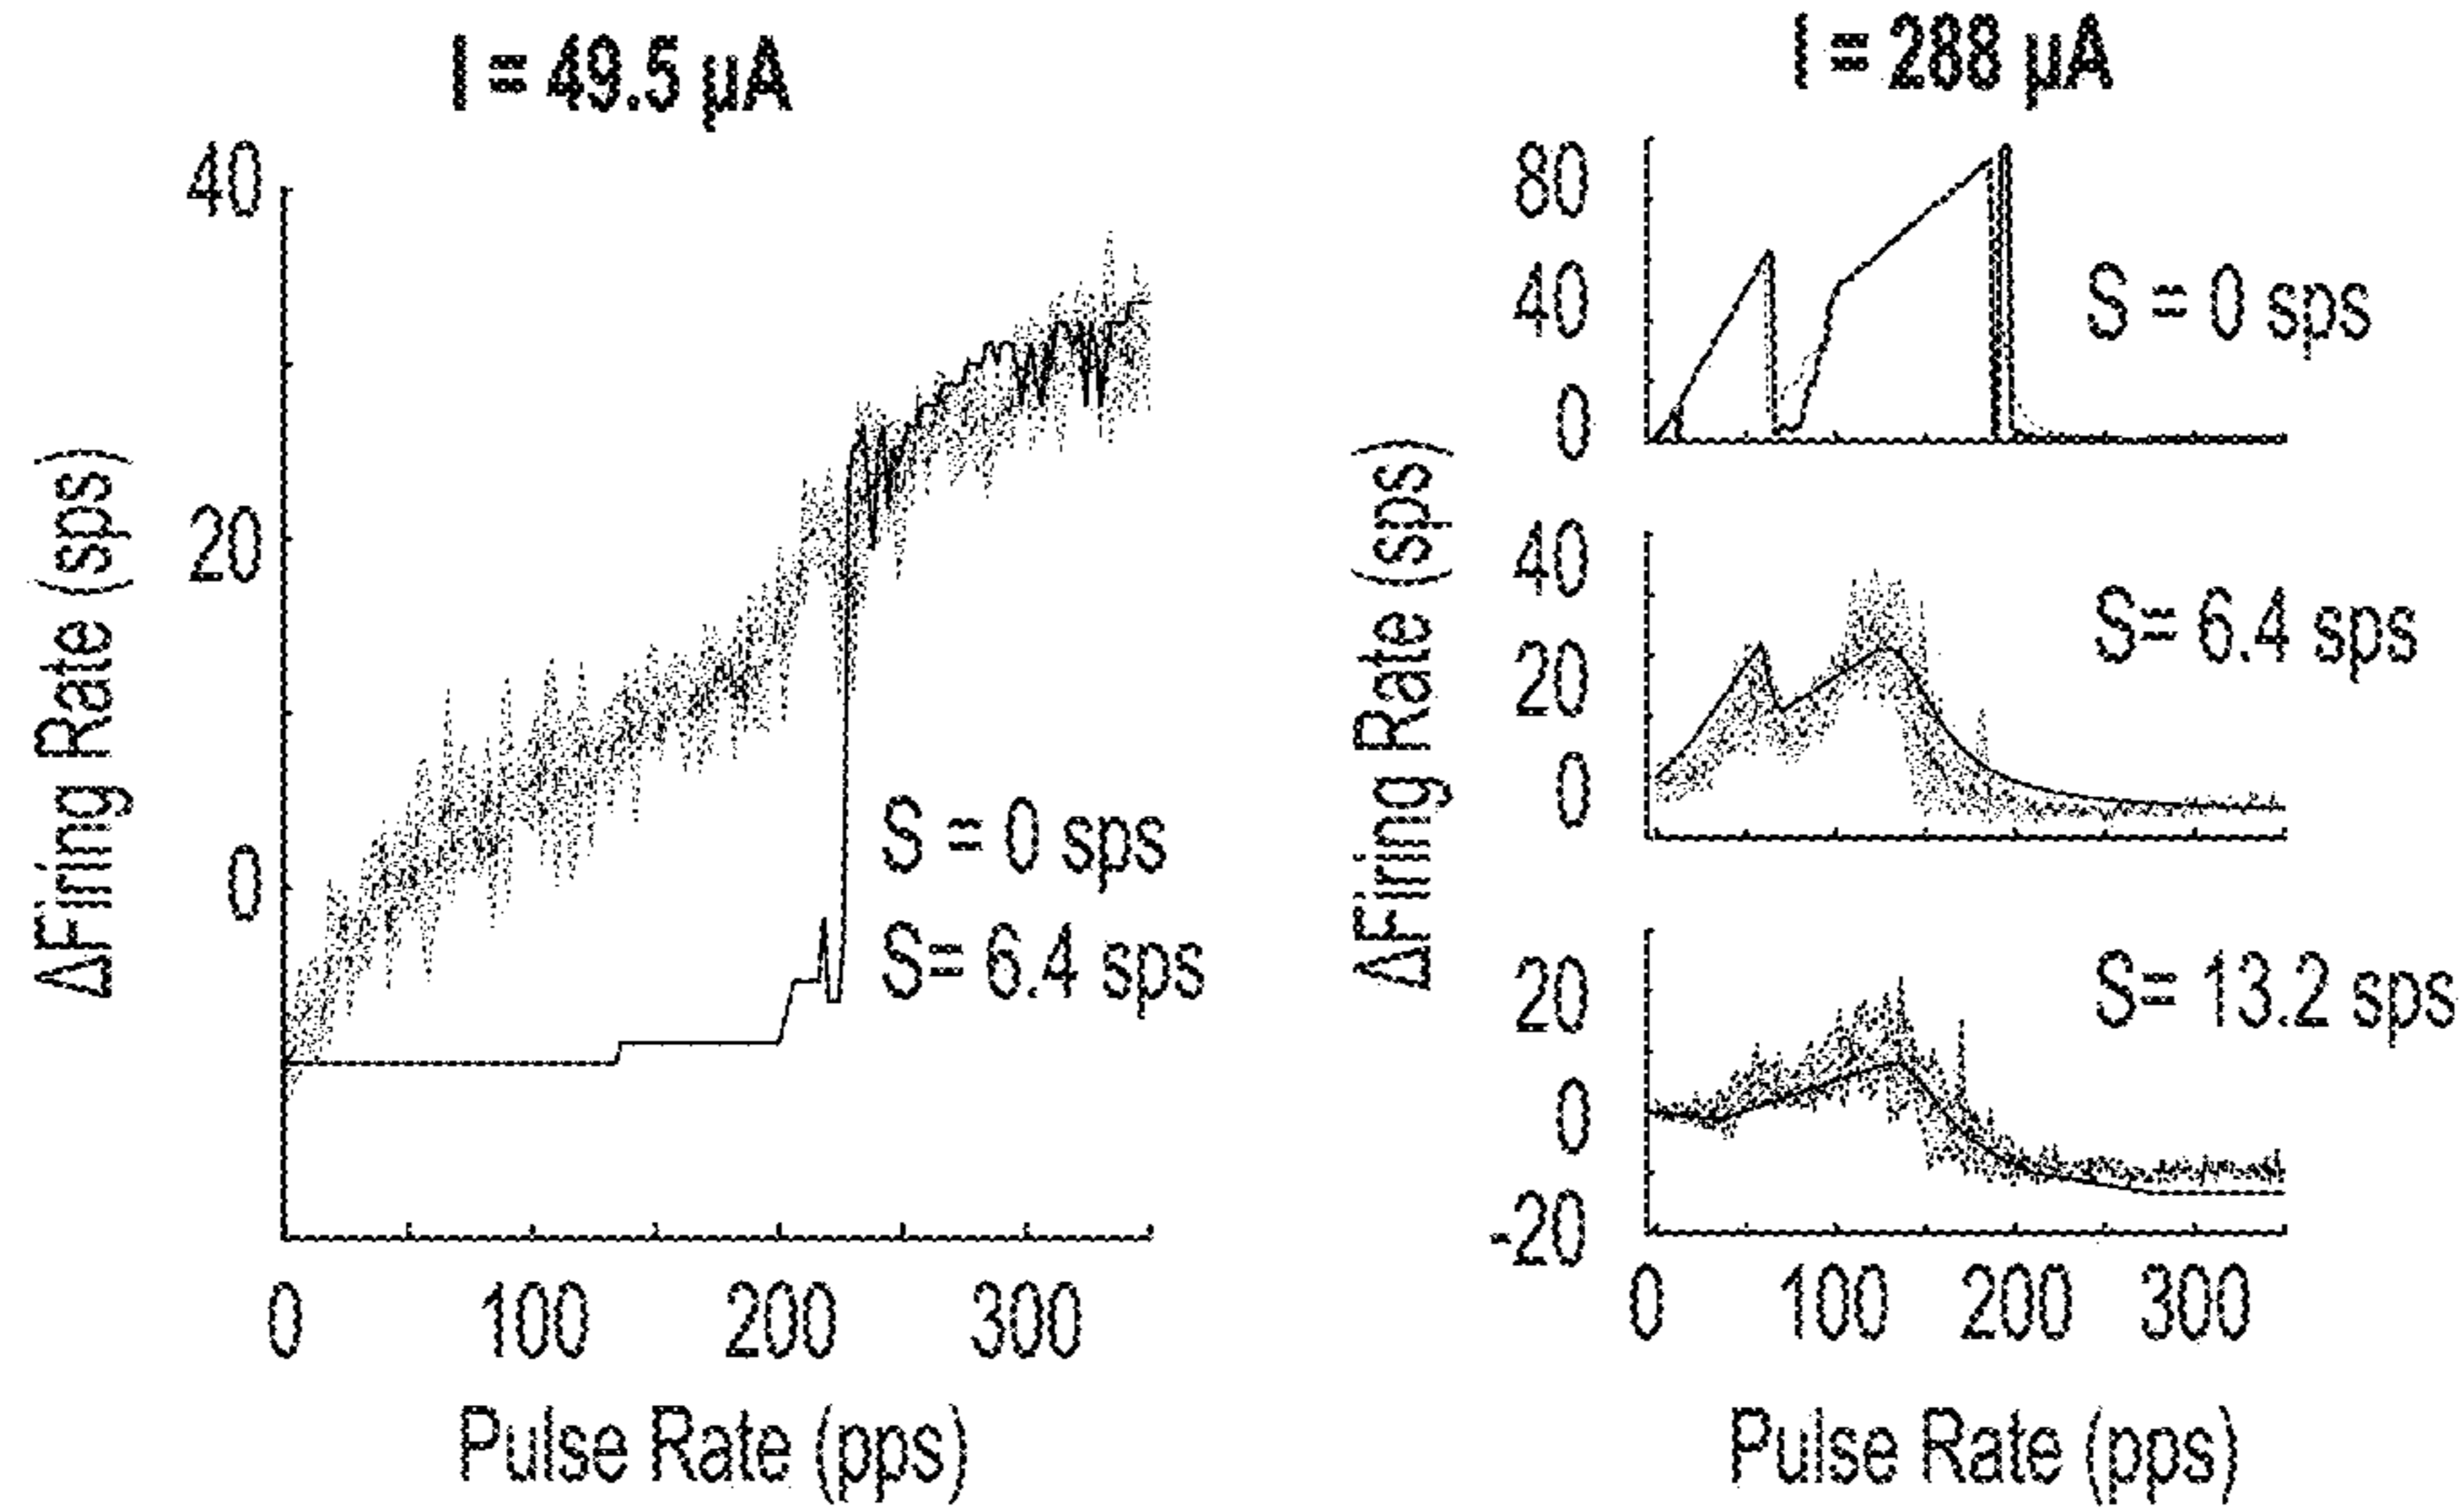 I = 49.5 µA
40
20
0
ΔFiring Rate (sps)
S = 0 sps
S= 6.4 sps
0 100 200 300
Pulse Rate (pps)
I = 288 µA
80
40
0
S = 0 sps
ΔFiring Rate (sps)
40
20
0
S= 6.4 sps
20
0
-20
S= 13.2 sps
0 100 200 300
Pulse Rate (pps)